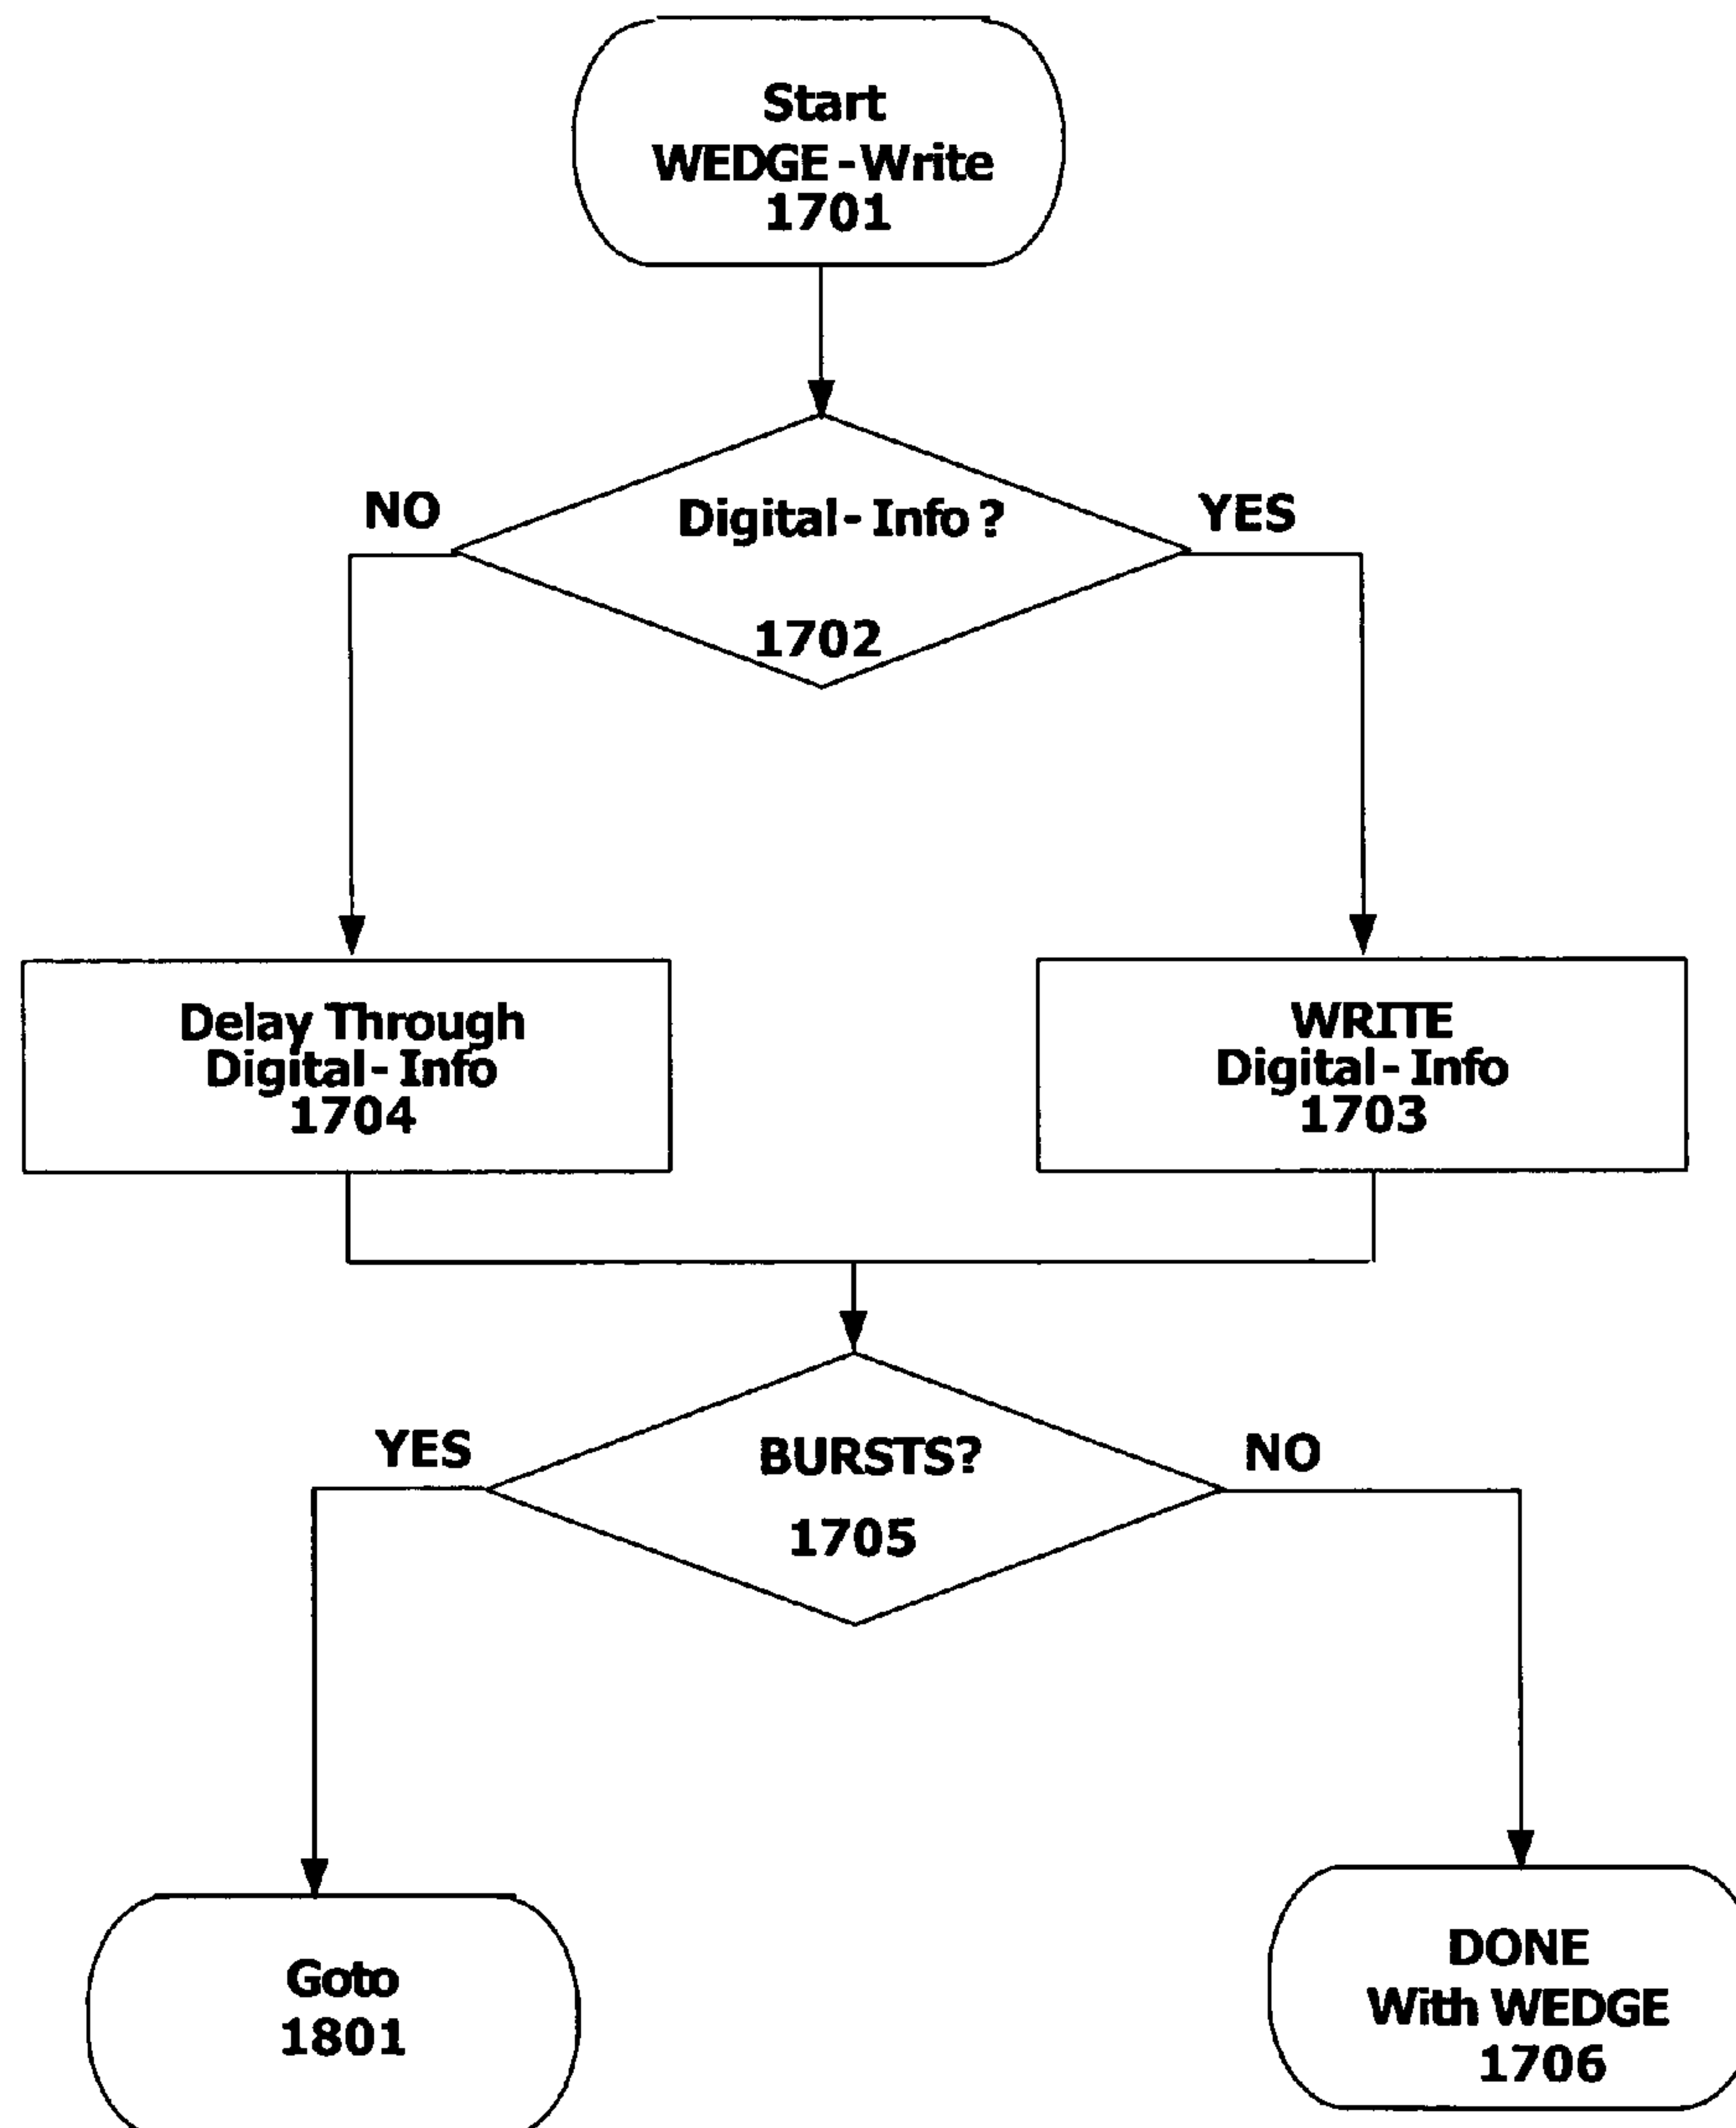 Start
WEDGE-Write
1701
NO
Digital-Info?
YES
1702
Delay Through
Digital-Info
1704
WRITE
Digital-Info
1703
YES
BURSTS?
NO
1705
Goto
1801
DONE
With WEDGE
1706